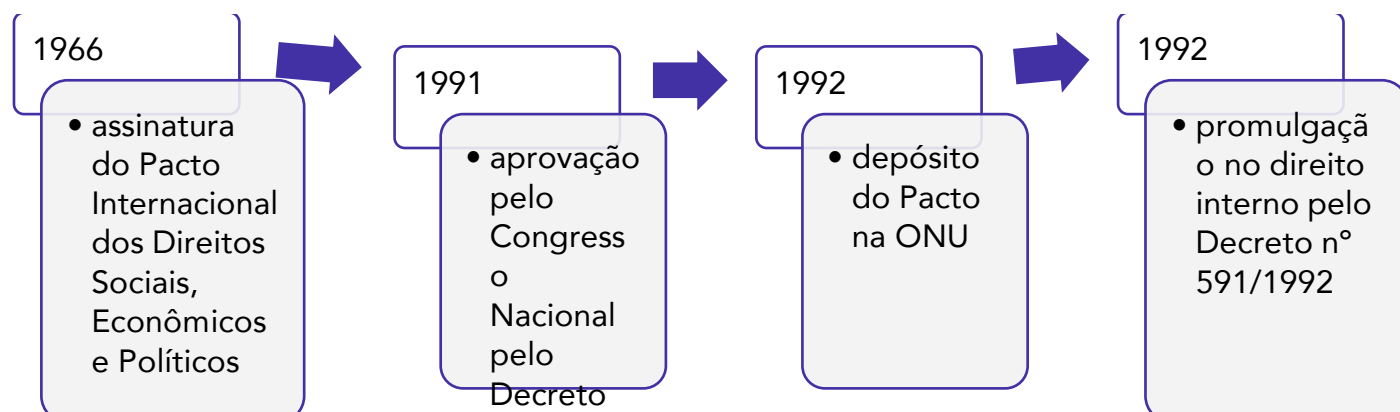 1966
• assinatura
do Pacto
Internacional
dos Direitos
Sociais,
Econômicos
e Políticos
1991
• aprovação
pelo
Congress
o
Nacional
pelo
Decreto
1992
• depósito
do Pacto
na ONU
1992
• promulgaçã
o no direito
interno pelo
Decreto nº
591/1992